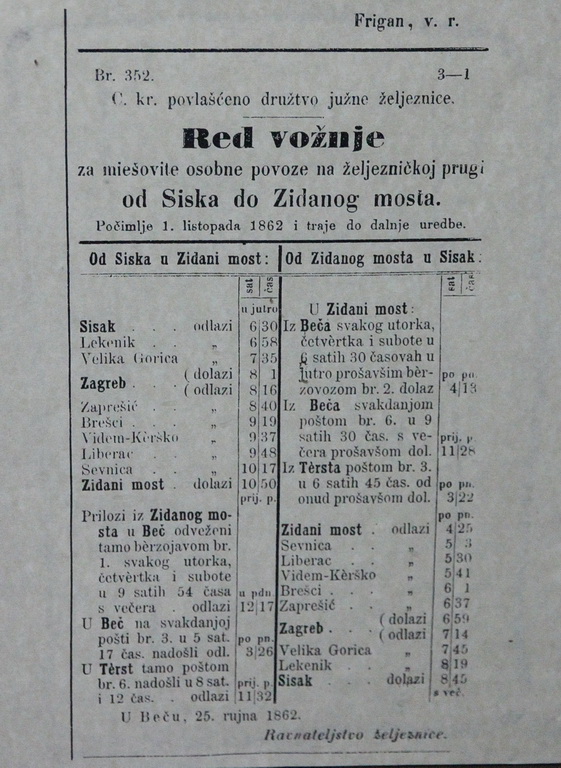 Frigan, v. r.
Br. 352. 3—1
C. kr. povlašćeno družtvo južne željeznice.
Red vožnje
za miešovite osobne povoze na željezničkoj prugi
od Siska do Zidanog mosta.
Počimlje 1. listopada 1862 i traje do dalnje uredbe.
Od Siska u Zidani most:
sat čas
u jutro
Sisak . . . odlazi 6 30
Lekenik . . „ 6 58
Velika Gorica „ 7 35
Zagreb . . ( dolazi 8 1
( odlazi 8 16
Zaprešić . . „ 8 40
Brešci . . „ 9 19
Videm-Kèrško „ 9 37
Liberac . . „ 9 48
Sevnica . . „ 10 17
Zidani most . dolazi 10 50
prij. p.
Prilozi iz Zidanog mo-
sta u Beč odveženi
tamo bèrzojavom br.
1. svakog utorka,
četvèrtka i subote
u 9 satih 54 časa u pdn
s večera . odlazi 12 17
U Beč na svakdanjoj
pošti br. 3. u 5 sat. po pn.
17 čas. nadošli odl. 3 26
U Tèrst tamo poštom
br. 6. nadošli u 8 sat. prij. p.
i 12 čas. . odlazi 11 32
Od Zidanog mosta u Sisak:
sat čas
U Zidani most:
Iz Beča svakog utorka,
četvèrtka i subote u
6 satih 30 časovah u
jutro prošavšim bèr- po pn.
zovozom br. 2. dolaz 4 13
Iz Beča svakdanjom
poštom br. 6. u 9
satih 30 čas. s ve- prij. p
čera prošavšom dol. 11 28
Iz Tèrsta poštom br. 3.
u 6 satih 45 čas. od po pn.
onud prošavšom dol. 3 22
po pn.
Zidani most . odlazi 4 25
Sevnica . . „ 5 3
Liberac . . „ 5 30
Videm-Kèrško „ 5 41
Brešci . . . „ 6 1
Zaprešić . . „ 6 37
Zagreb . . . ( dolazi 6 59
( odlazi 7 14
Velika Gorica „ 7 45
Lekenik . . „ 8 19
Sisak . . . dolazi 8 45
s več.
U Beču, 25. rujna 1862.
Ravnateljstvo željeznice.